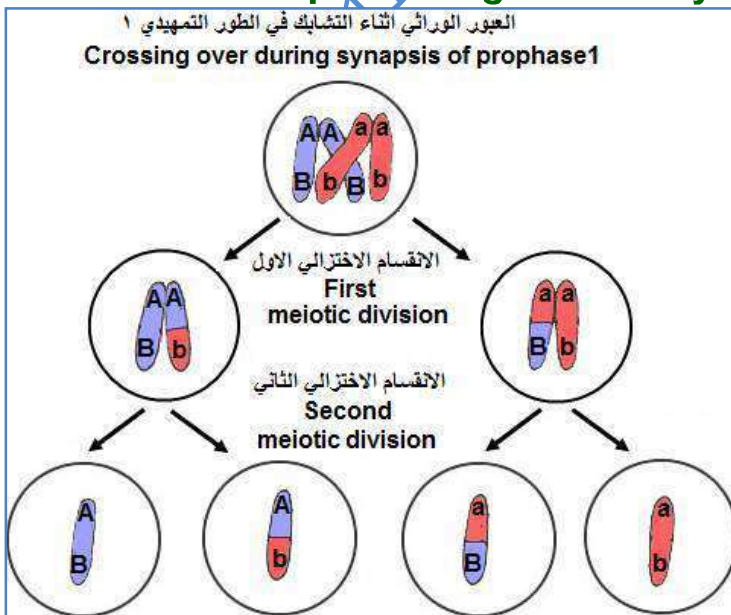 العبور الوراثي اثناء التشابك في الطور التمهيدي ١
Crossing over during synapsis of prophase1
A A a a
B b B b
الانقسام الاختزالي الاول
First
meiotic division
A A
B b
a a
B b
الانقسام الاختزالي الثاني
Second
meiotic division
A A a a
B b B b